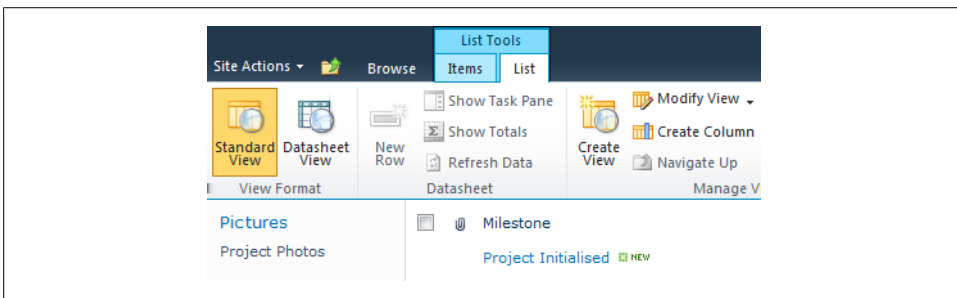 List Tools
Site Actions Browse Items List
Standard View
Datasheet View
View Format
New Row
Show Task Pane
Show Totals
Refresh Data
Datasheet
Create View
Modify View
Create Column
Navigate Up
Manage V
Pictures
Project Photos
Milestone
Project Initialised NEW